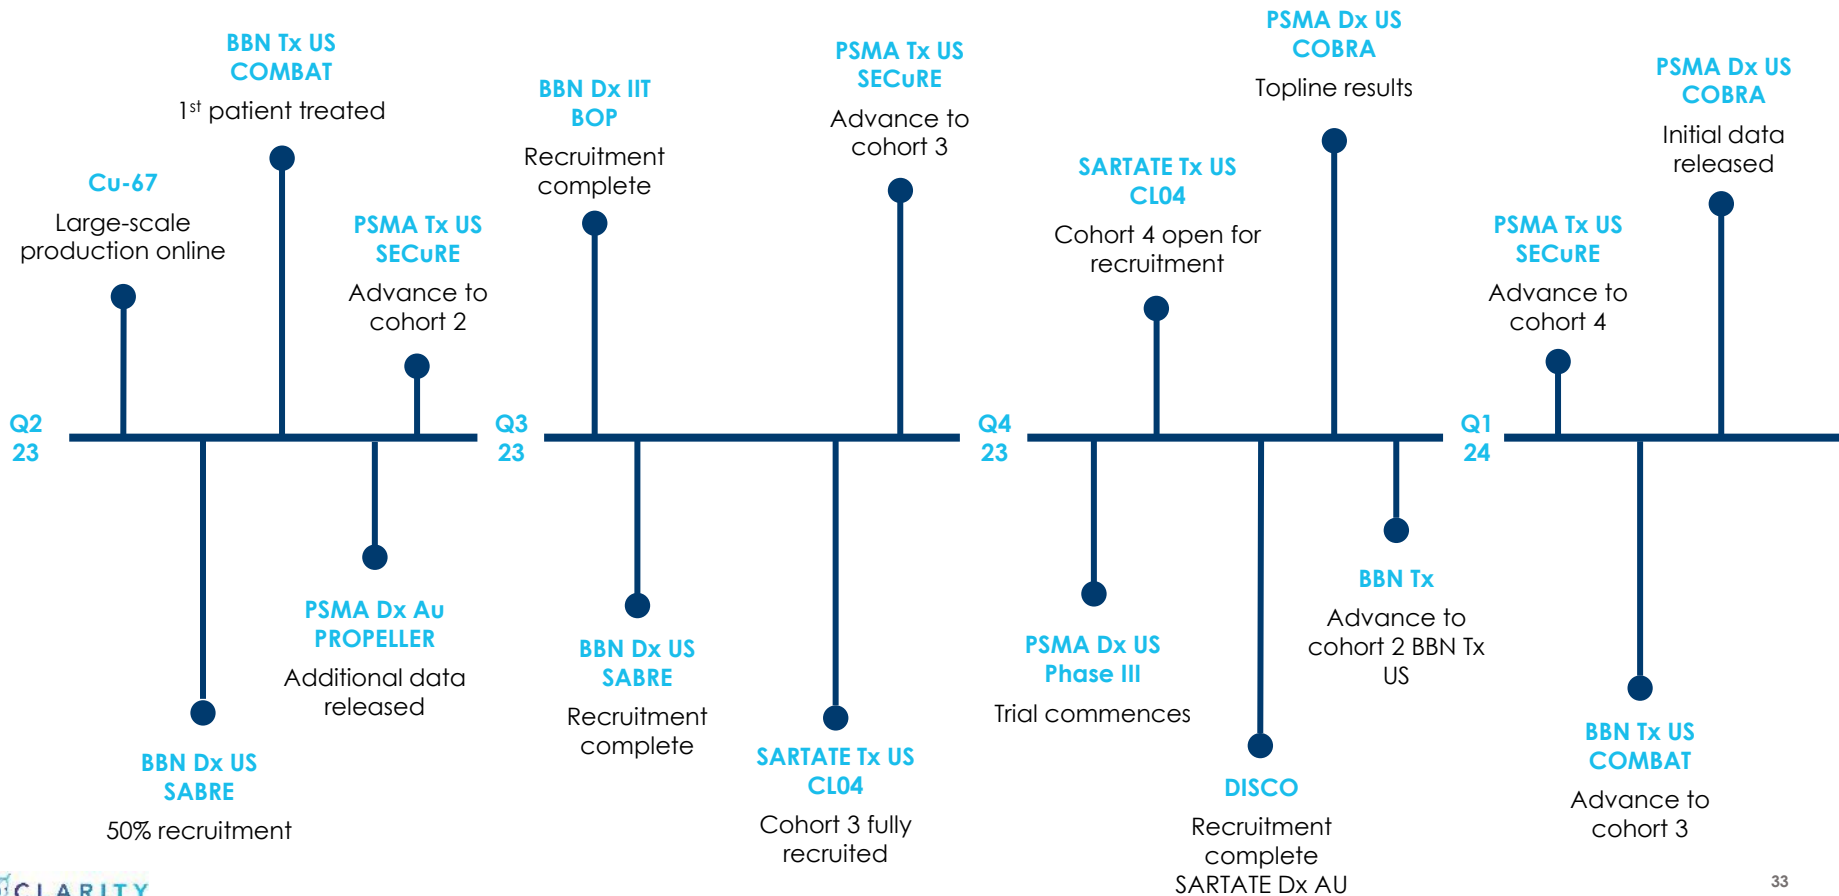 Q2
23
Cu-67
Large-scale
production online
BBN Dx US
SABRE
50% recruitment
BBN Tx US
COMBAT
1st patient treated
PSMA Dx Au
PROPELLER
Additional data
released
PSMA Tx US
SECuRE
Advance to
cohort 2
Q3
23
BBN Dx IIT
BOP
Recruitment
complete
BBN Dx US
SABRE
Recruitment
complete
SARTATE Tx US
CL04
Cohort 3 fully
recruited
PSMA Tx US
SECuRE
Advance to
cohort 3
Q4
23
PSMA Dx US
Phase III
Trial commences
SARTATE Tx US
CL04
Cohort 4 open for
recruitment
DISCO
Recruitment
complete
SARTATE Dx AU
PSMA Dx US
COBRA
Topline results
BBN Tx
Advance to
cohort 2 BBN Tx
US
Q1
24
PSMA Tx US
SECuRE
Advance to
cohort 4
BBN Tx US
COMBAT
Advance to
cohort 3
PSMA Dx US
COBRA
Initial data
released
CLARITY
33